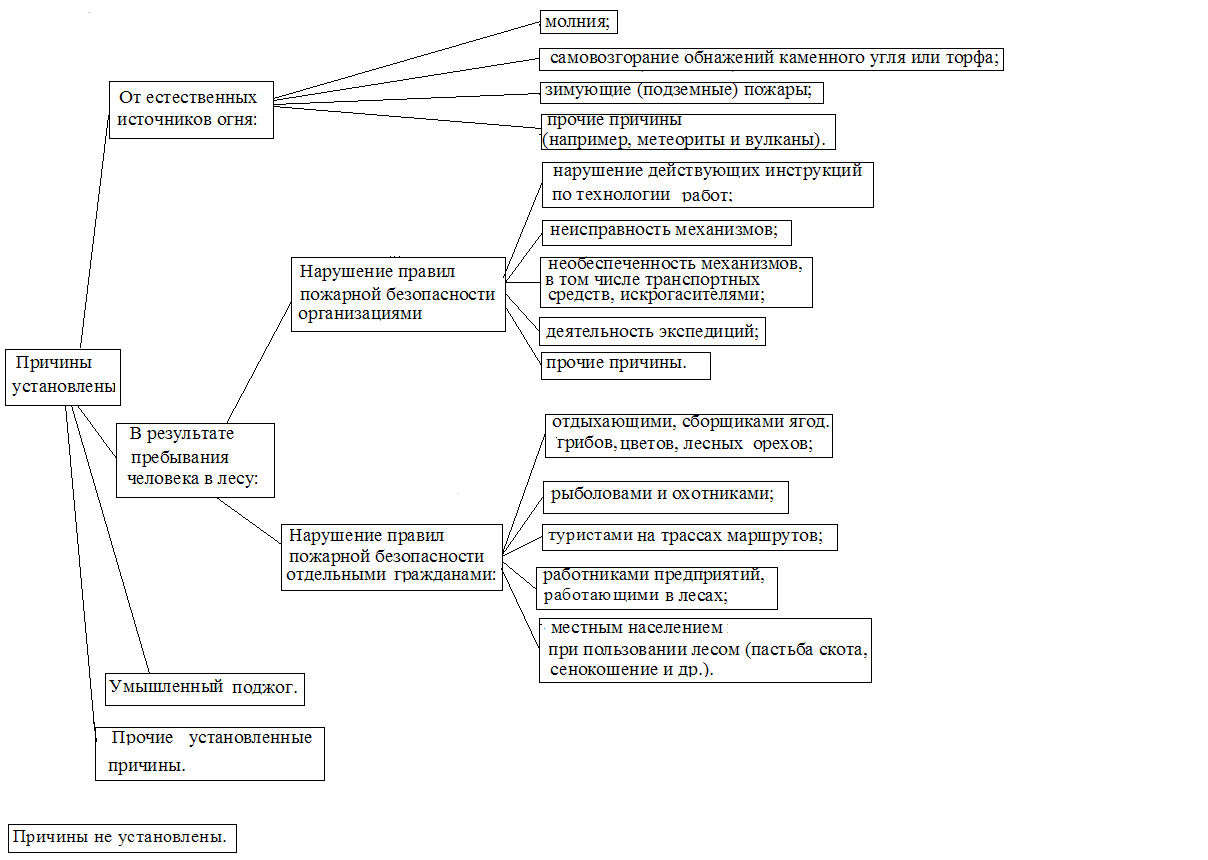 молния;
самовозгорание обнажений каменного угля или торфа;
От естественных
источников огня:
зимующие (подземные) пожары;
прочие причины
(например, метеориты и вулканы).
нарушение действующих инструкций
по технологии работ;
неисправность механизмов;
Нарушение правил
пожарной безопасности
организациями
необеспеченность механизмов,
в том числе транспортных
средств, искрогасителями;
деятельность экспедиций;
прочие причины.
Причины
установлены
В результате
пребывания
человека в лесу:
отдыхающими, сборщиками ягод.
грибов, цветов, лесных орехов;
рыболовами и охотниками;
Нарушение правил
пожарной безопасности
отдельными гражданами:
туристами на трассах маршрутов;
работниками предприятий,
работающими в лесах;
местным населением
при пользовании лесом (пастьба скота,
сенокошение и др.).
Умышленный поджог.
Прочие установленные
причины.
Причины не установлены.